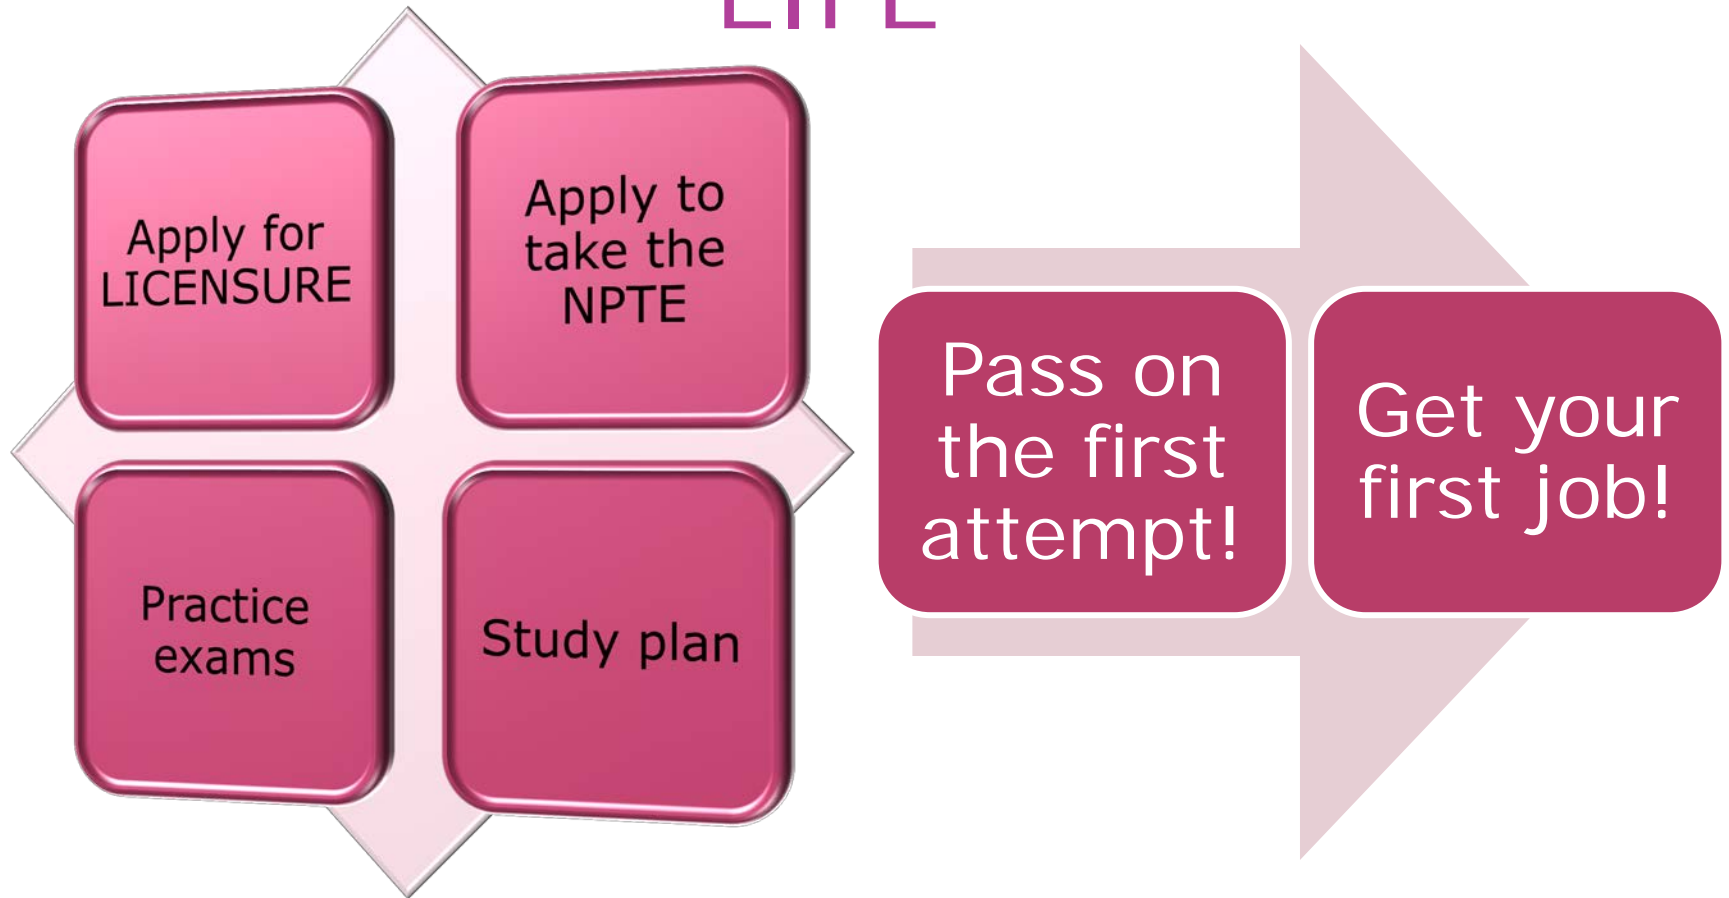 LIFE
Apply for
LICENSURE
Apply to
take the
NPTE
Practice
exams
Study plan
Pass on
the first
attempt!
Get your
first job!